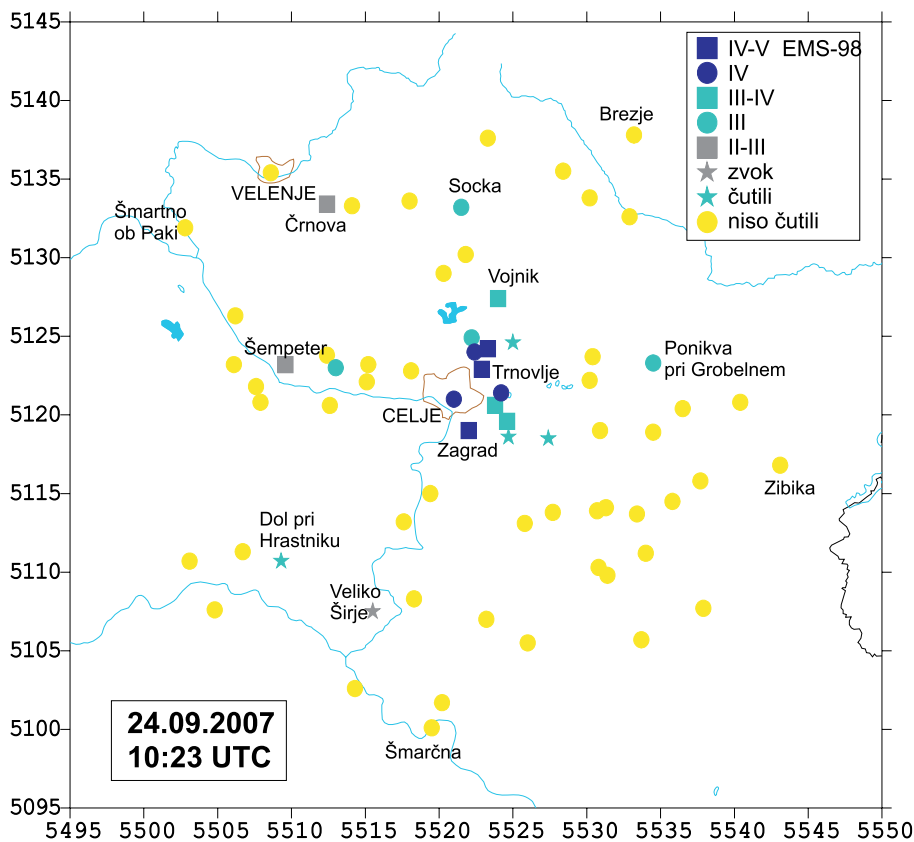 5145
5140
5135
5130
5125
5120
5115
5110
5105
5100
5095
5495
5500
5505
5510
5515
5520
5525
5530
5535
5540
5545
5550
IV-V EMS-98
IV
III-IV
III
II-III
zvok
čutili
niso čutili
Brezje
VELENJE
Socka
Črnova
Šmartno
ob Paki
Vojnik
Šempeter
Trnovlje
Ponikva
pri Grobelnem
CELJE
Zagrad
Zibika
Dol pri
Hrastniku
Veliko
Širje
Šmarčna
24.09.2007
10:23 UTC